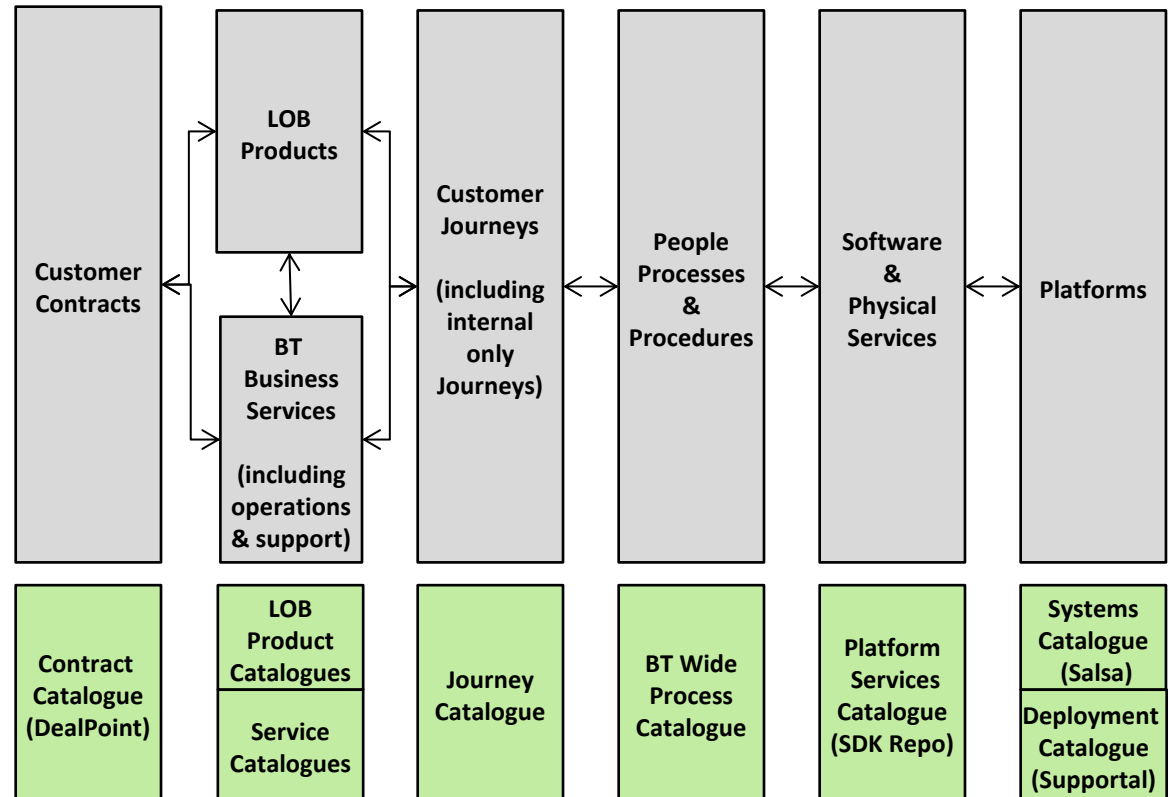 Customer
Contracts
LOB
Products
BT
Business
Services
(including
operations
& support)
Customer
Journeys
(including
internal
only
Journeys)
People
Processes
&
Procedures
Software
&
Physical
Services
Platforms
Contract
Catalogue
(DealPoint)
LOB
Product
Catalogues
Service
Catalogues
Journey
Catalogue
BT Wide
Process
Catalogue
Platform
Services
Catalogue
(SDK Repo)
Systems
Catalogue
(Salsa)
Deployment
Catalogue
(Supportal)